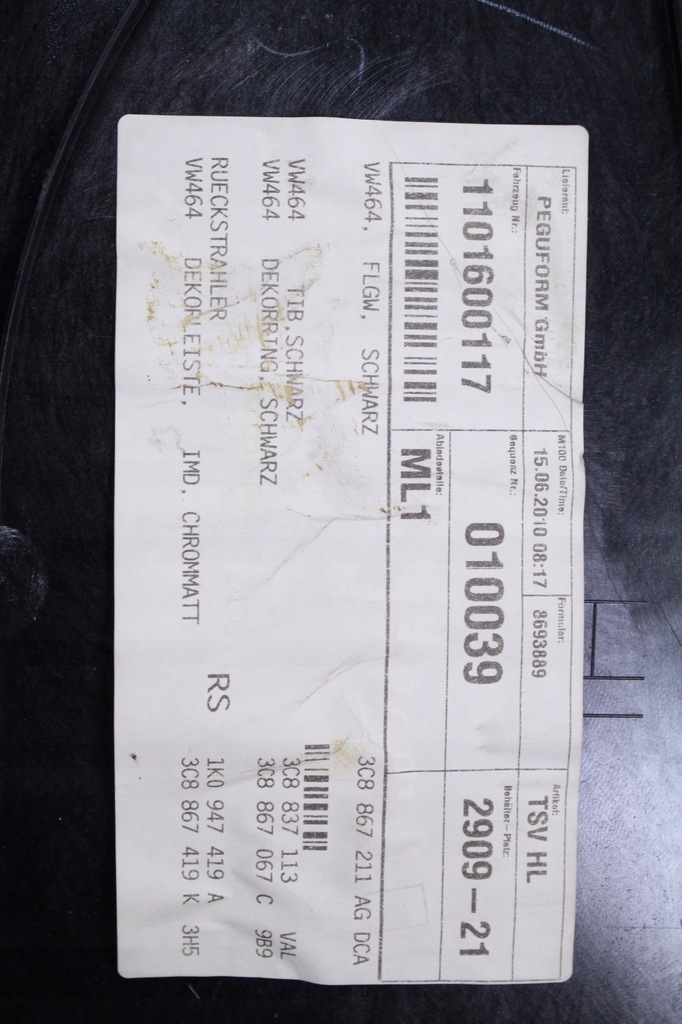 Lieferant:
PEGUFORM GmbH
M100 Date/Time:
15.06.2010 08:17
Formular:
8693889
Artikel:
TSV HL
Fahrzeug Nr.:
1101600117
Sequenz Nr.:
010039
Behälter-Platz:
2909-21
Abladestelle:
ML1
VW464, FLGW, SCHWARZ 3C8 867 211 AG DCA
VW464 FIB, SCHWARZ 3C8 837 113 VAL
VW464 DEKORRING, SCHWARZ 3C8 867 067 C 9B9
RUECKSTRAHLER RS 1K0 947 419 A
VW464 DEKORLEISTE, IMD, CHROMMATT 3C8 867 419 K 3H5